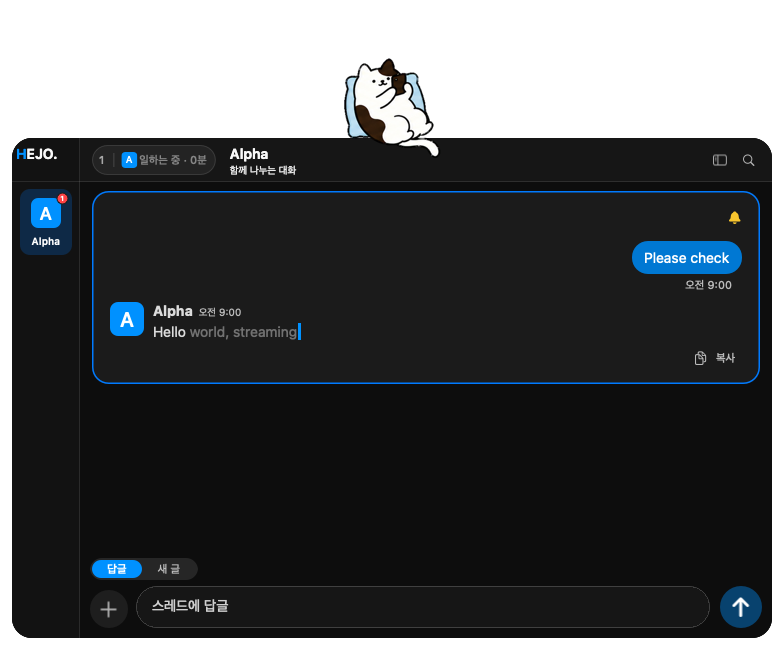 HEJO.
1 A 일하는 중 · 0분
Alpha
함께 나누는 대화
A 1
Alpha
Please check
오전 9:00
A
Alpha 오전 9:00
Hello world, streaming
복사
답글 새 글
스레드에 답글